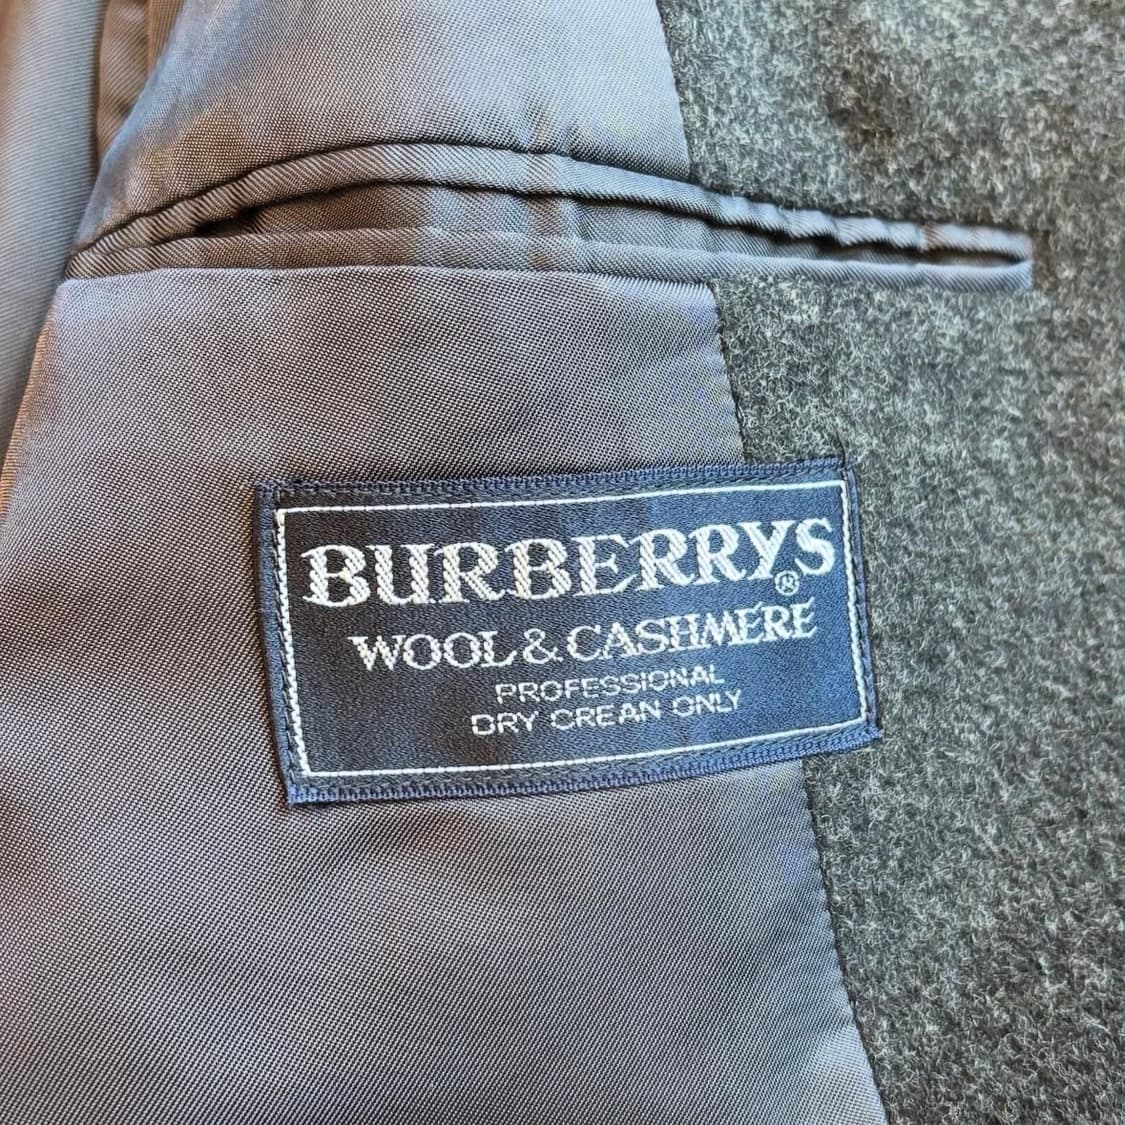 BURBERRYS®
WOOL & CASHMERE
PROFESSIONAL
DRY CREAN ONLY